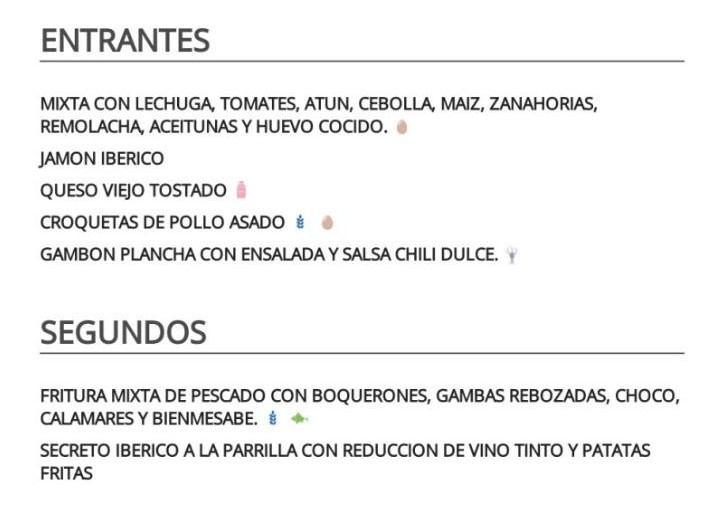 ENTRANTES
MIXTA CON LECHUGA, TOMATES, ATUN, CEBOLLA, MAIZ, ZANAHORIAS,
REMOLACHA, ACEITUNAS Y HUEVO COCIDO.
JAMON IBERICO
QUESO VIEJO TOSTADO
CROQUETAS DE POLLO ASADO
GAMBON PLANCHA CON ENSALADA Y SALSA CHILI DULCE.
SEGUNDOS
FRITURA MIXTA DE PESCADO CON BOQUERONES, GAMBAS REBOZADAS, CHOCO,
CALAMARES Y BIENMESABE.
SECRETO IBERICO A LA PARRILLA CON REDUCCION DE VINO TINTO Y PATATAS
FRITAS